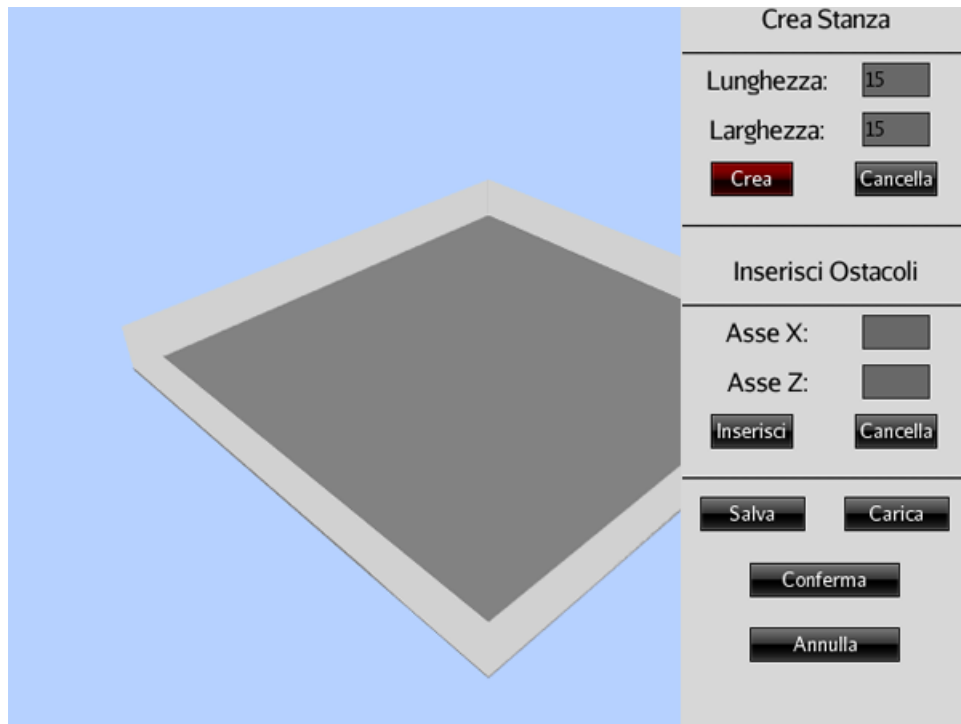 Crea Stanza
Lunghezza: 15
Larghezza: 15
Crea Cancella
Inserisci Ostacoli
Asse X:
Asse Z:
Inserisci Cancella
Salva Carica
Conferma
Annulla